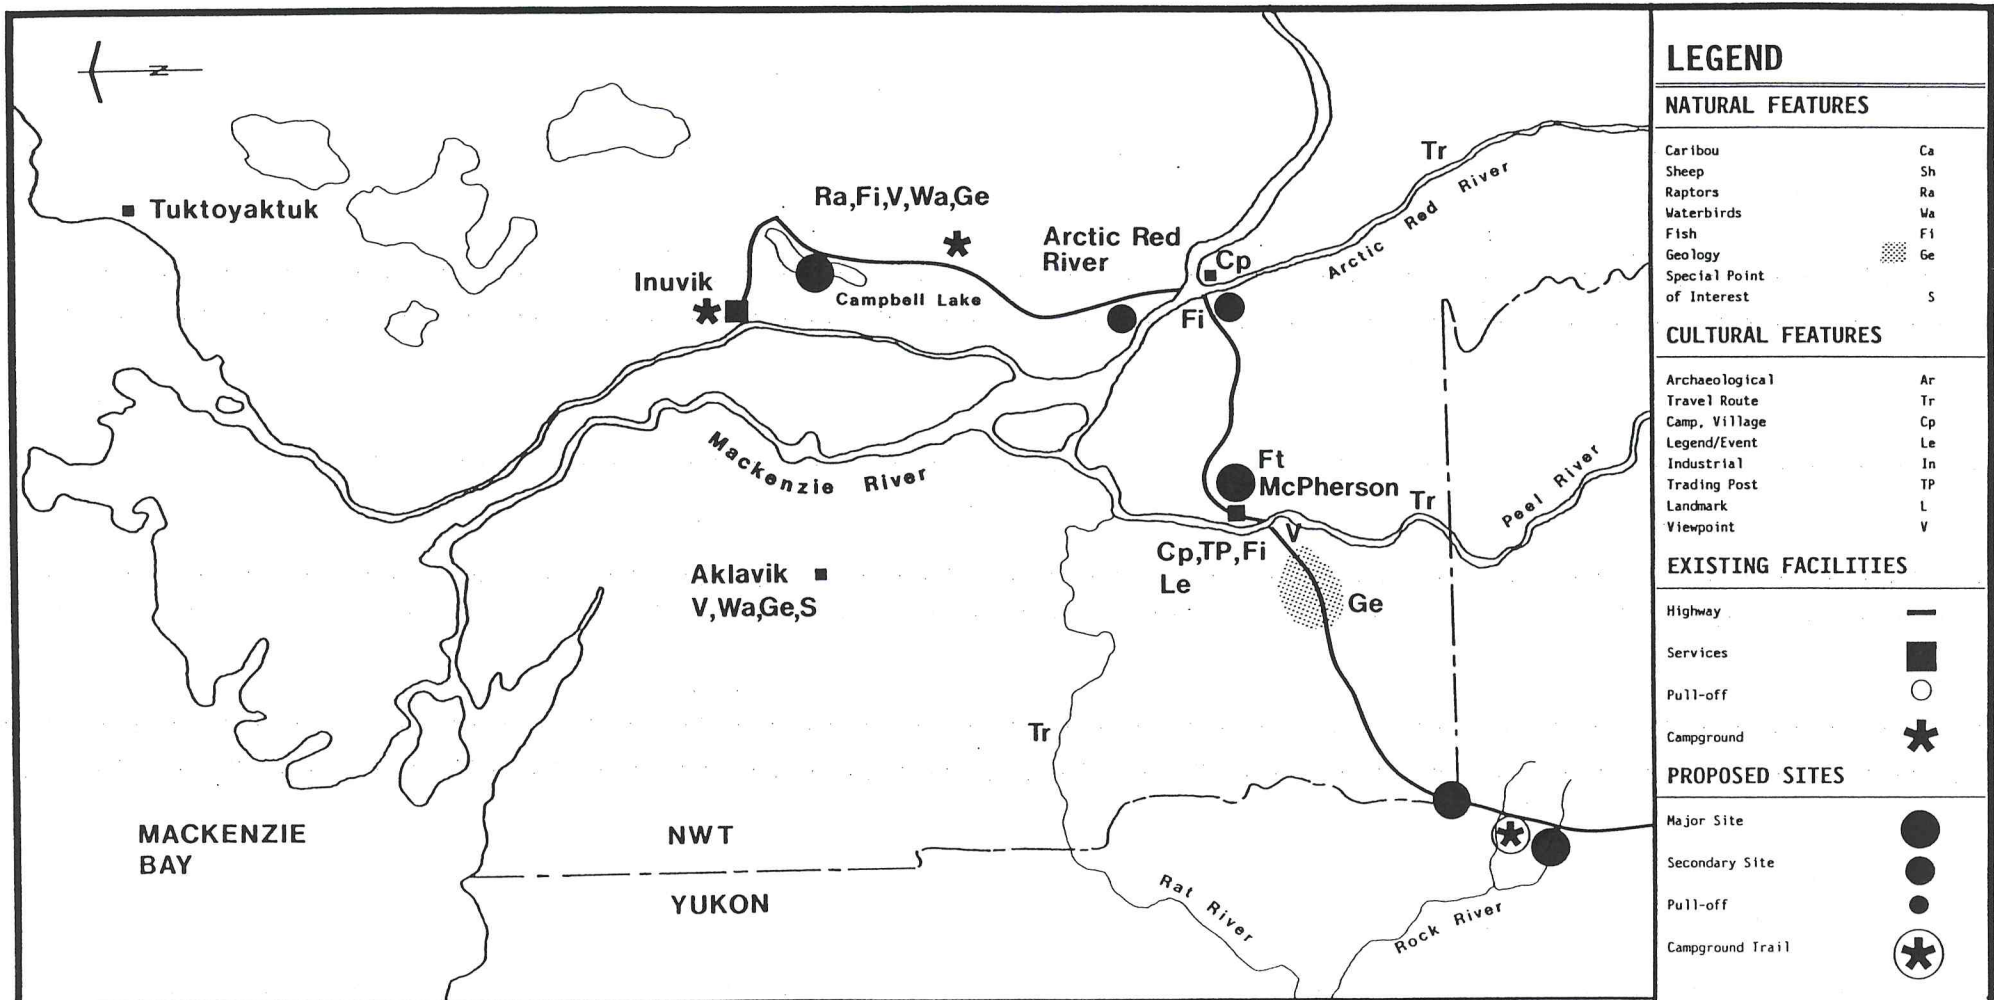 N
Tuktoyaktuk
Ra,Fi,V,Wa,Ge
Inuvik
Campbell Lake
Arctic Red
River
Cp
Fi
Tr
Arctic Red River
Mackenzie River
Ft
McPherson
Tr
Peel River
V
Cp,TP,Fi
Le
Ge
Aklavik
V,Wa,Ge,S
Tr
MACKENZIE
BAY
NWT
YUKON
Rat River
Rock River
LEGEND
NATURAL FEATURES
Caribou Ca
Sheep Sh
Raptors Ra
Waterbirds Wa
Fish Fi
Geology Ge
Special Point
of Interest S
CULTURAL FEATURES
Archaeological Ar
Travel Route Tr
Camp, Village Cp
Legend/Event Le
Industrial In
Trading Post TP
Landmark L
Viewpoint V
EXISTING FACILITIES
Highway
Services
Pull-off
Campground
PROPOSED SITES
Major Site
Secondary Site
Pull-off
Campground Trail